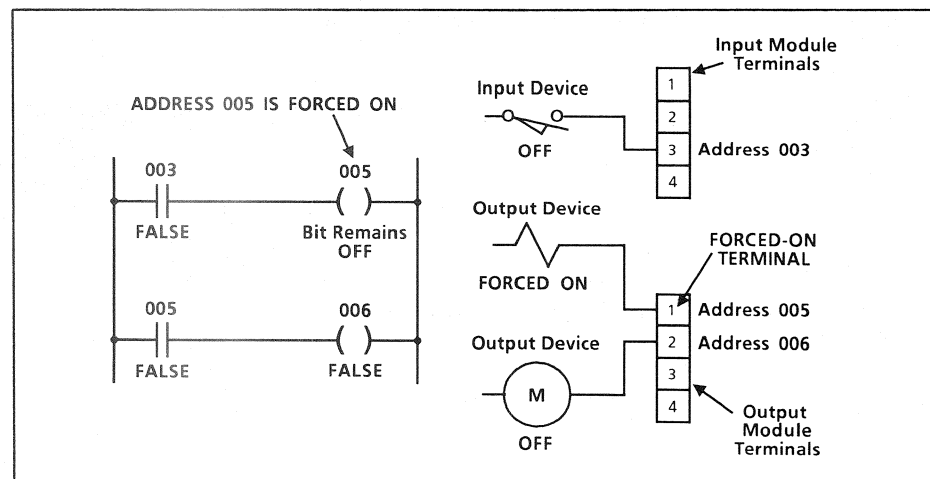 ADDRESS 005 IS FORCED ON
003
005
FALSE
Bit Remains
OFF
005
006
FALSE
FALSE
Input Module
Terminals
Input Device
OFF
1
2
3
4
Address 003
Output Device
FORCED ON
FORCED-ON
TERMINAL
Output Device
M
OFF
1
2
3
4
Address 005
Address 006
Output
Module
Terminals